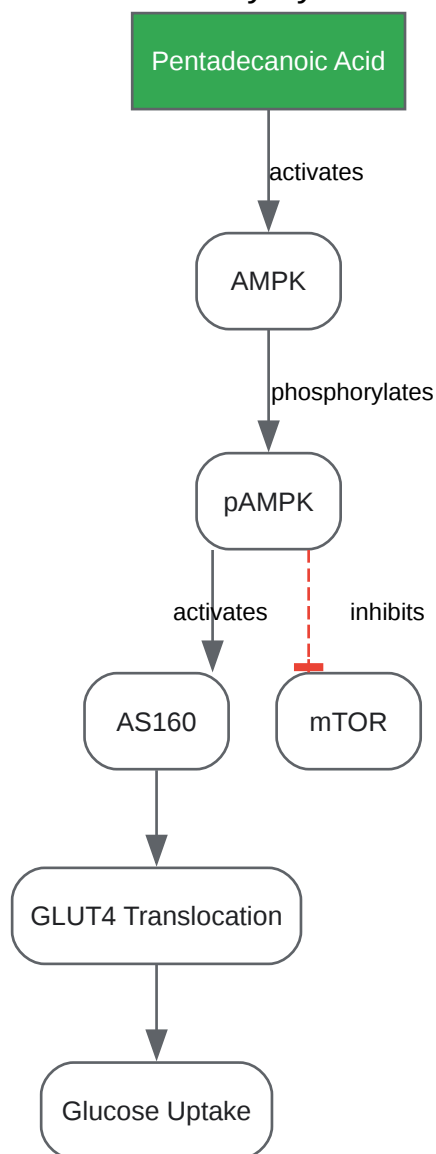 Pentadecanoic Acid
activates
AMPK
phosphorylates
pAMPK
activates
inhibits
AS160
mTOR
GLUT4 Translocation
Glucose Uptake